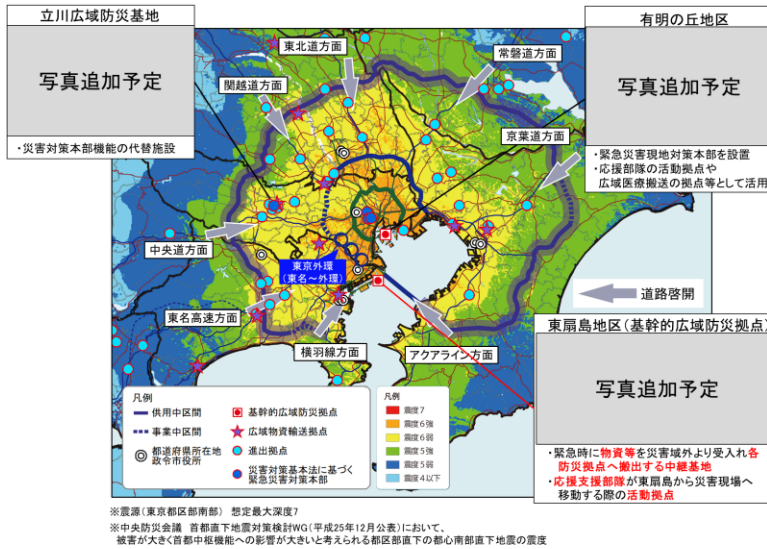 立川広域防災基地
写真追加予定
・災害対策本部機能の代替施設
有明の丘地区
写真追加予定
・緊急災害現地対策本部を設置
・応援部隊の活動拠点や
広域医療搬送の拠点等として活用
東北道方面
常磐道方面
関越道方面
京葉道方面
中央道方面
東京外環
(東名～外環)
東名高速方面
横羽線方面
アクアライン方面
道路啓開
東扇島地区(基幹的広域防災拠点)
写真追加予定
・緊急時に物資等を災害域外より受入れ各
防災拠点へ搬出する中継基地
・応援支援部隊が東扇島から災害現場へ
移動する際の活動拠点
凡例
供用中区間
事業中区間
都道府県所在地
政令市役所
基幹的広域防災拠点
広域物資輸送拠点
進出拠点
災害対策基本法に基づく
緊急災害対策本部
凡例
震度7
震度6強
震度6弱
震度5強
震度5弱
震度4以下
※震源(東京都区部南部) 想定最大深度7
※中央防災会議 首都直下地震対策検討WG(平成25年12月公表)において、
被害が大きく首都中枢機能への影響が大きいと考えられる都区部直下の都心南部直下地震の震度